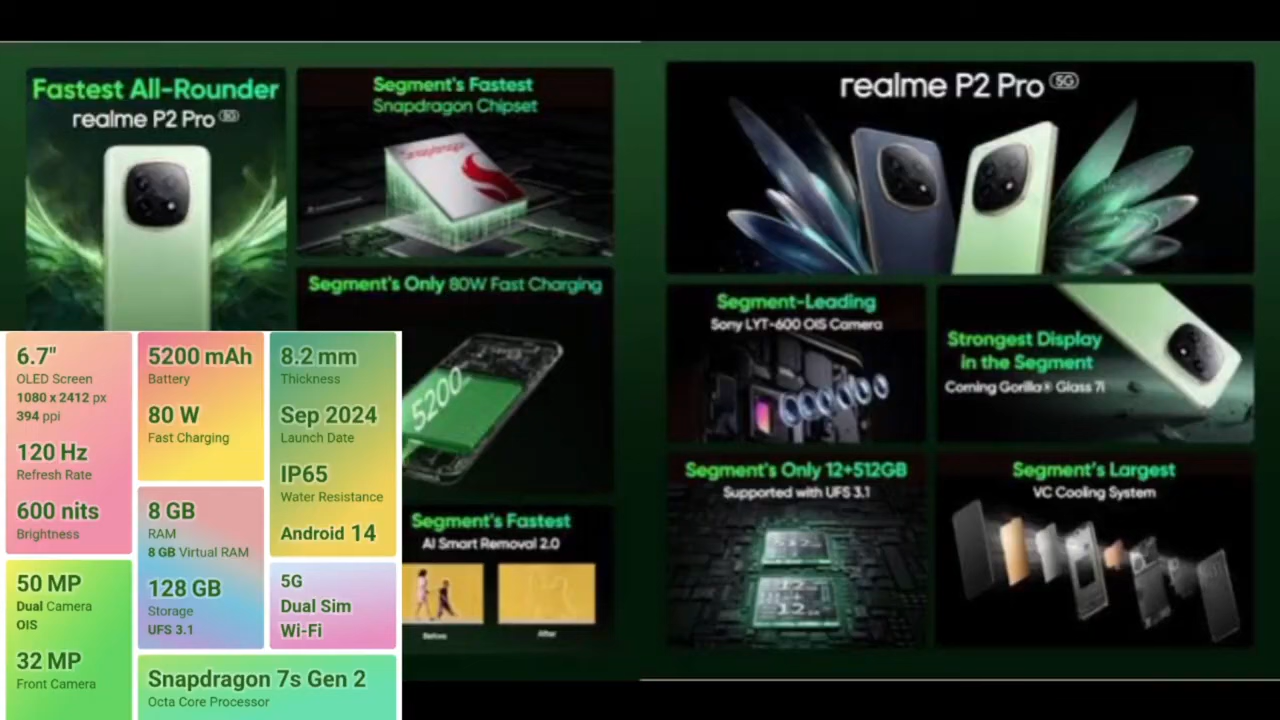 Fastest All-Rounder
realme P2 Pro 5G
Segment's Fastest
Snapdragon Chipset
snapdragon
Segment's Only 80W Fast Charging
5200
Segment's Fastest
AI Smart Removal 2.0
Before
After
realme P2 Pro 5G
Segment-Leading
Sony LYT-600 OIS Camera
Strongest Display
in the Segment
Corning Gorilla® Glass 7i
Segment's Only 12+512GB
Supported with UFS 3.1
512
12
Segment's Largest
VC Cooling System
6.7"
OLED Screen
1080 x 2412 px
394 ppi
120 Hz
Refresh Rate
600 nits
Brightness
50 MP
Dual Camera
OIS
32 MP
Front Camera
5200 mAh
Battery
80 W
Fast Charging
8 GB
RAM
8 GB Virtual RAM
128 GB
Storage
UFS 3.1
8.2 mm
Thickness
Sep 2024
Launch Date
IP65
Water Resistance
Android 14
5G
Dual Sim
Wi-Fi
Snapdragon 7s Gen 2
Octa Core Processor